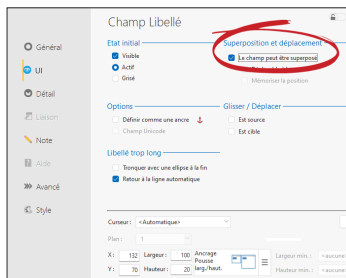 Champ Libellé
Général
UI
Détail
Liaison
Note
Aide
Avancé
Style
Etat initial
Visible
Actif
Grisé
Superposition et déplacement
Le champ peut être superposé
Mémoriser la position
Options
Définir comme une ancre
Champ Unicode
Glisser / Déplacer
Est source
Est cible
Libellé trop long
Tronquer avec une ellipse à la fin
Retour à la ligne automatique
Curseur : <Automatique>
Plan : 1
X : 132 Largeur : 100 Ancrage
Y : 70 Hauteur : 20 Pousse
larg./haut.
Largeur min. : <aucune
Hauteur min. : <aucune